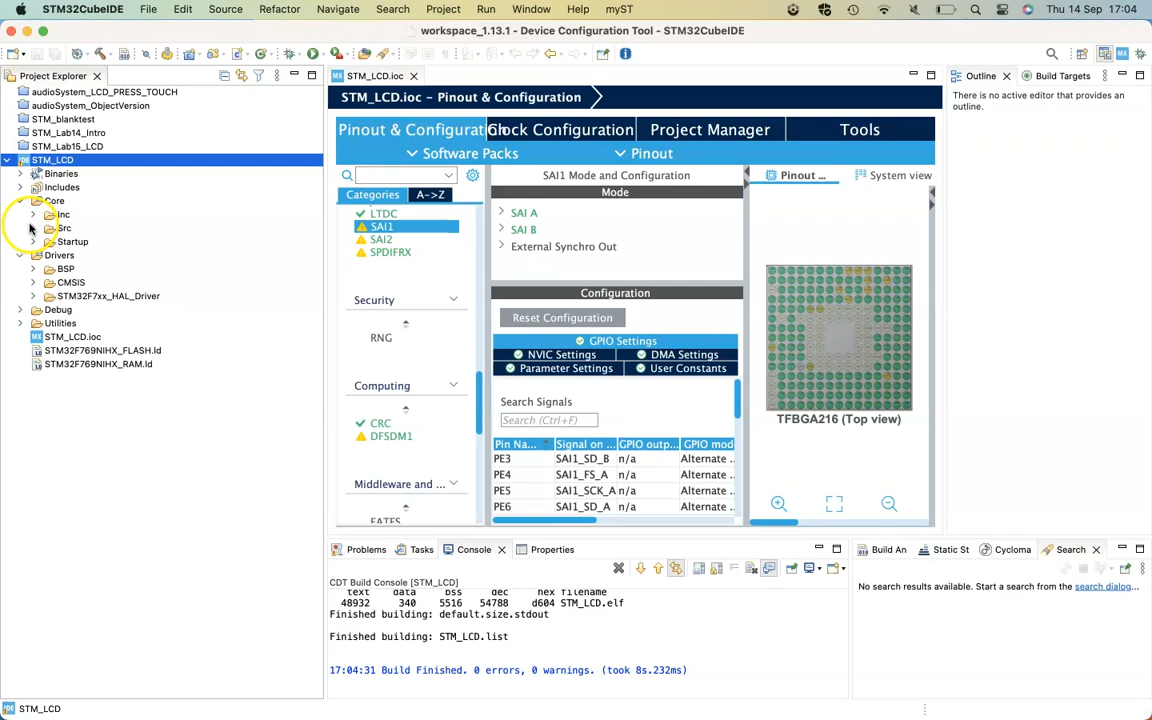 STM32CubeIDE File Edit Source Refactor Navigate Search Project Run Window Help myST Thu 14 Sep 17:04
workspace_1.13.1 - Device Configuration Tool - STM32CubeIDE
Project Explorer
audioSystem_LCD_PRESS_TOUCH
audioSystem_ObjectVersion
STM_blanktest
STM_Lab14_Intro
STM_Lab15_LCD
STM_LCD
Binaries
Includes
Core
Inc
Src
Startup
Drivers
BSP
CMSIS
STM32F7xx_HAL_Driver
Debug
Utilities
STM_LCD.ioc
STM32F769NIHX_FLASH.ld
STM32F769NIHX_RAM.ld
STM_LCD.ioc
STM_LCD.ioc - Pinout & Configuration
Pinout & Configurati Clock Configuration Project Manager Tools
Software Packs Pinout
Categories A->Z
LTDC
SAI1
SAI2
SPDIFRX
Security
RNG
Computing
CRC
DFSDM1
Middleware and ...
FATFS
SAI1 Mode and Configuration
Mode
SAI A
SAI B
External Synchro Out
Configuration
Reset Configuration
GPIO Settings
NVIC Settings DMA Settings
Parameter Settings User Constants
Search Signals
Search (Ctrl+F)
Pin Na... Signal on ... GPIO outp... GPIO mod
PE3 SAI1_SD_B n/a Alternate ..
PE4 SAI1_FS_A n/a Alternate ..
PE5 SAI1_SCK_A n/a Alternate ..
PE6 SAI1_SD_A n/a Alternate ..
Pinout ... System view
TFBGA216 (Top view)
Outline Build Targets
There is no active editor that provides an
outline.
Problems Tasks Console Properties
CDT Build Console [STM_LCD]
text data bss dec hex filename
48932 340 5516 54788 d604 STM_LCD.elf
Finished building: default.size.stdout
Finished building: STM_LCD.list
17:04:31 Build Finished. 0 errors, 0 warnings. (took 8s.232ms)
Build An Static St Cycloma Search
No search results available. Start a search from the search dialog...
STM_LCD